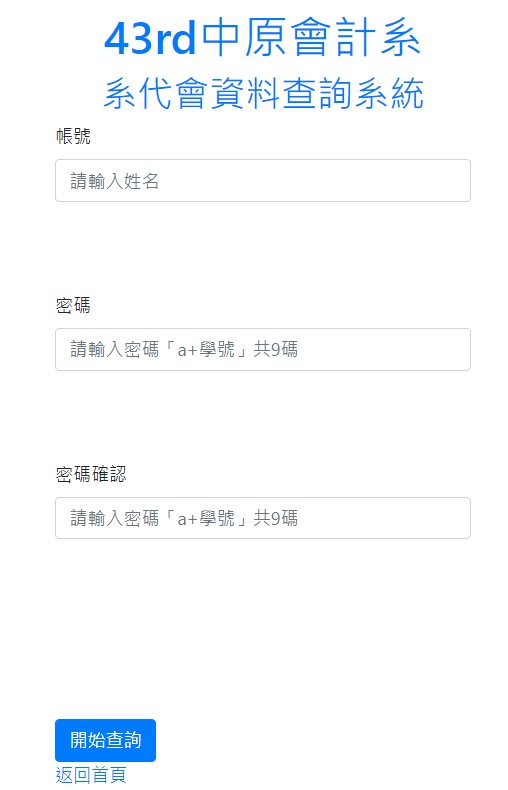 43rd中原會計系
系代會資料查詢系統
帳號
請輸入姓名
密碼
請輸入密碼「a+學號」共9碼
密碼確認
請輸入密碼「a+學號」共9碼
開始查詢
返回首頁